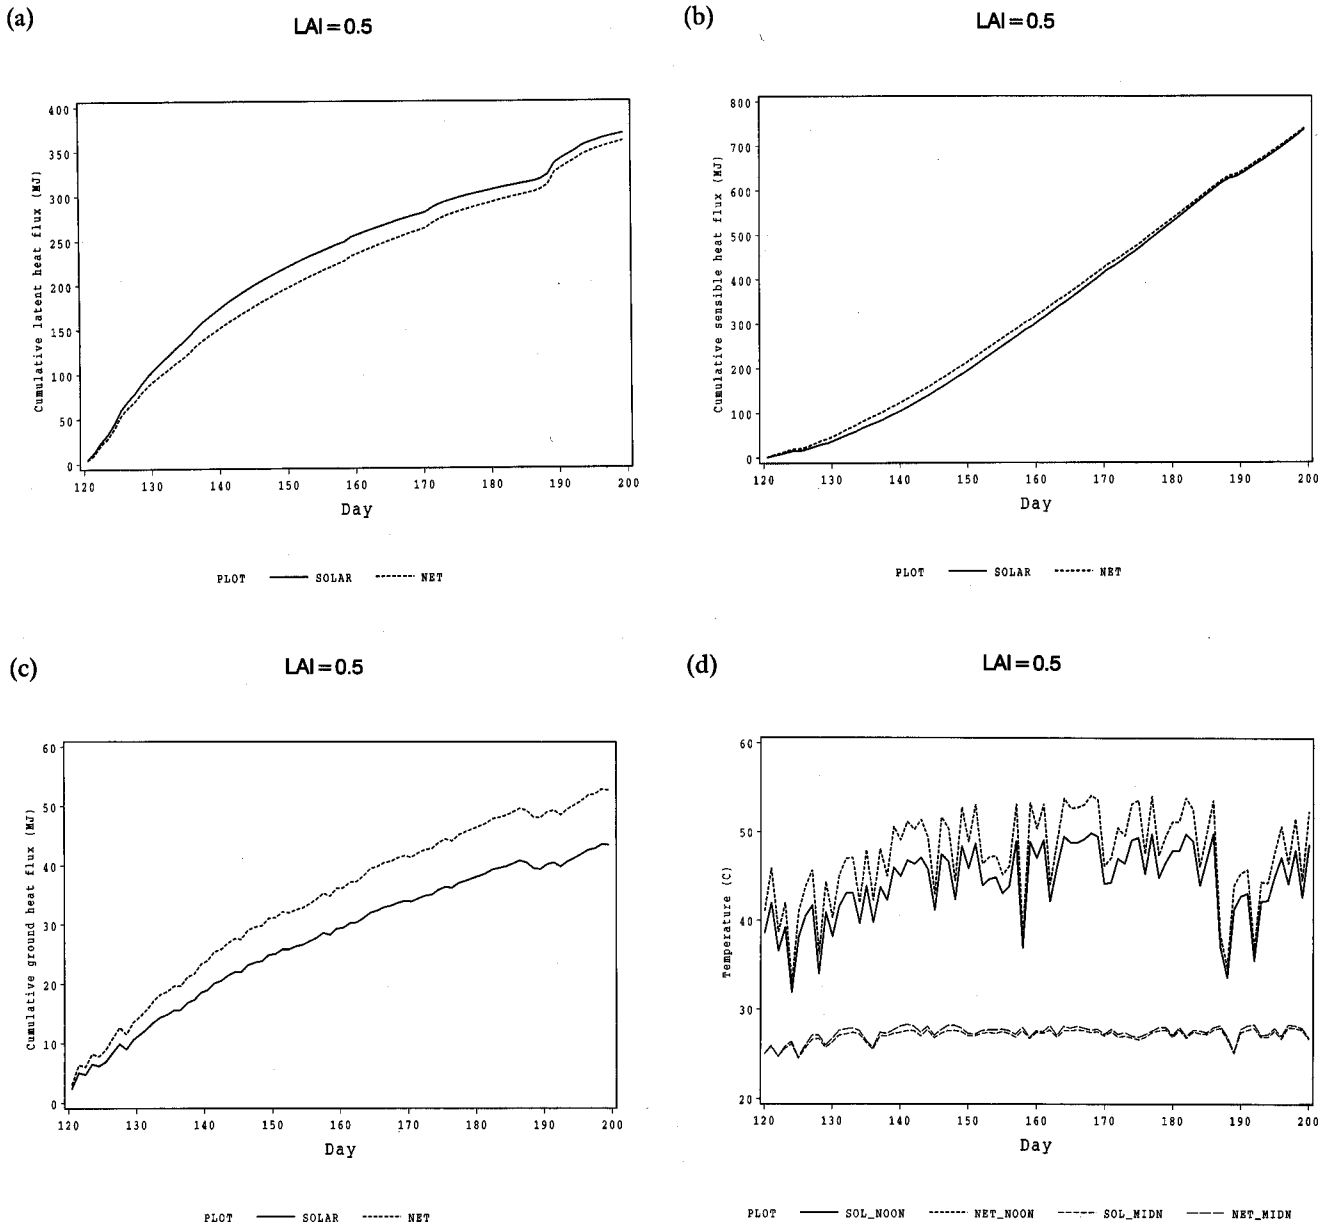 (a)
LAI = 0.5
400
350
300
250
200
150
100
50
0
Cumulative latent heat flux (MJ)
120 130 140 150 160 170 180 190 200
Day
PLOT SOLAR NET
(b)
LAI = 0.5
800
700
600
500
400
300
200
100
0
Cumulative sensible heat flux (MJ)
120 130 140 150 160 170 180 190 200
Day
PLOT SOLAR NET
(c)
LAI = 0.5
60
50
40
30
20
10
0
Cumulative ground heat flux (MJ)
120 130 140 150 160 170 180 190 200
Day
PLOT SOLAR NET
(d)
LAI = 0.5
60
50
40
30
20
Temperature (C)
120 130 140 150 160 170 180 190 200
Day
PLOT SOL_NOON NET_NOON SOL_MIDN NET_MIDN